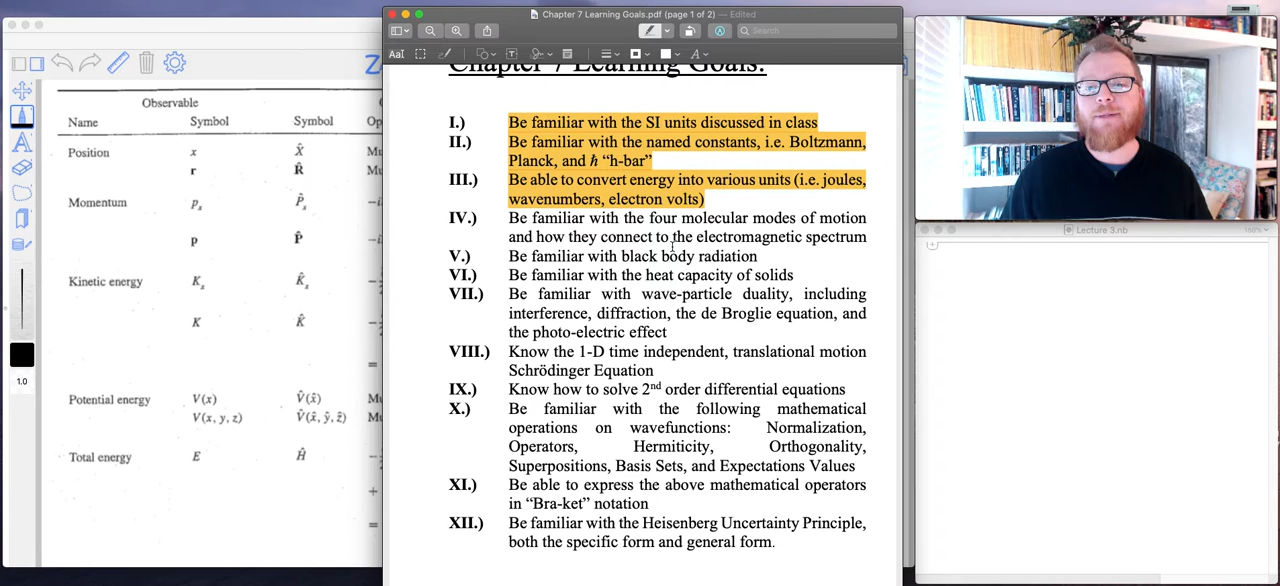 Chapter 7 Learning Goals.pdf (page 1 of 2) — Edited
Search
AaI
A
1.0
Observable
Name Symbol Symbol Op
Position x X̂ Mu
r R̂ Mu
Momentum pₓ P̂ₓ
p P̂
Kinetic energy Kₓ K̂ₓ
K K̂
=
Potential energy V(x) V̂(x̂) Mu
V(x, y, z) V̂(x̂, ŷ, ẑ) Mu
Total energy E Ĥ
+
=
Chapter 7 Learning Goals:
I.) Be familiar with the SI units discussed in class
II.) Be familiar with the named constants, i.e. Boltzmann,
Planck, and ℏ “h-bar”
III.) Be able to convert energy into various units (i.e. joules,
wavenumbers, electron volts)
IV.) Be familiar with the four molecular modes of motion
and how they connect to the electromagnetic spectrum
V.) Be familiar with black body radiation
VI.) Be familiar with the heat capacity of solids
VII.) Be familiar with wave-particle duality, including
interference, diffraction, the de Broglie equation, and
the photo-electric effect
VIII.) Know the 1-D time independent, translational motion
Schrödinger Equation
IX.) Know how to solve 2nd order differential equations
X.) Be familiar with the following mathematical
operations on wavefunctions: Normalization,
Operators, Hermiticity, Orthogonality,
Superpositions, Basis Sets, and Expectations Values
XI.) Be able to express the above mathematical operators
in “Bra-ket” notation
XII.) Be familiar with the Heisenberg Uncertainty Principle,
both the specific form and general form.
Lecture 3.nb